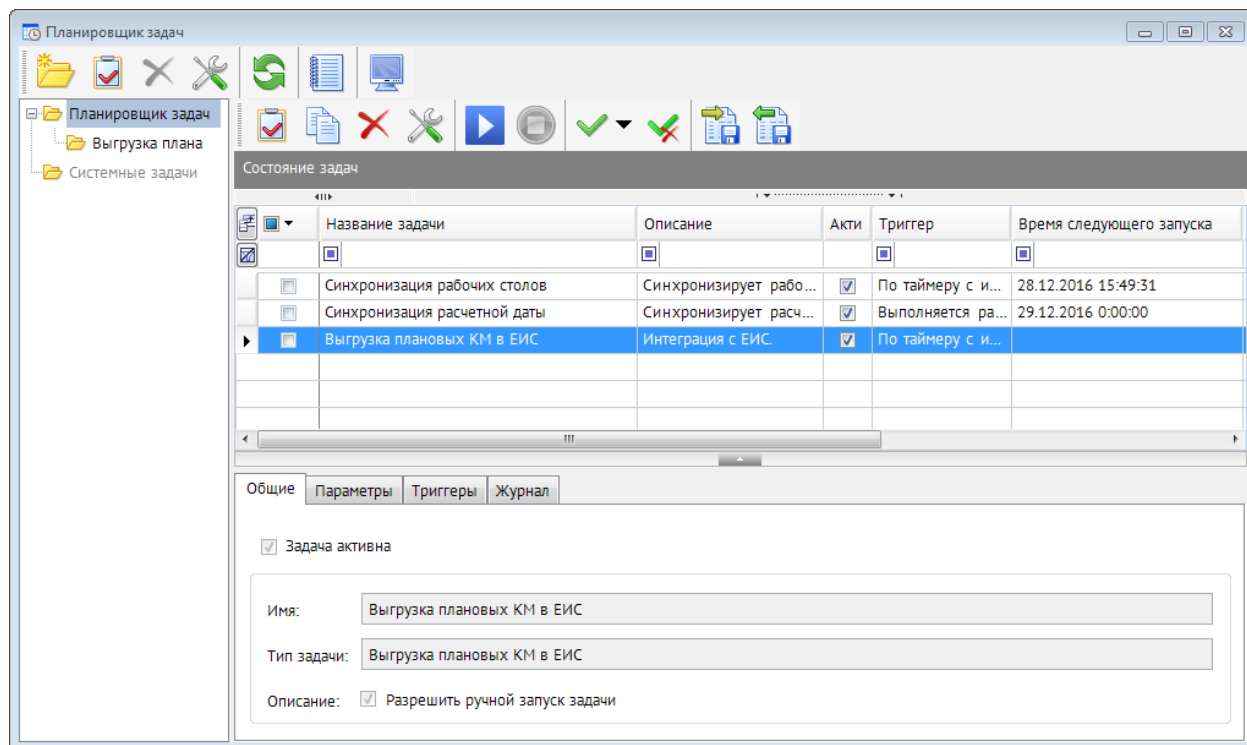 Планировщик задач
Планировщик задач
Выгрузка плана
Системные задачи
Состояние задач
Название задачи Описание Акти Триггер Время следующего запуска
Синхронизация рабочих столов Синхронизирует рабо... По таймеру с и... 28.12.2016 15:49:31
Синхронизация расчетной даты Синхронизирует расч... Выполняется ра... 29.12.2016 0:00:00
Выгрузка плановых КМ в ЕИС Интеграция с ЕИС. По таймеру с и...
Общие Параметры Триггеры Журнал
Задача активна
Имя: Выгрузка плановых КМ в ЕИС
Тип задачи: Выгрузка плановых КМ в ЕИС
Описание: Разрешить ручной запуск задачи